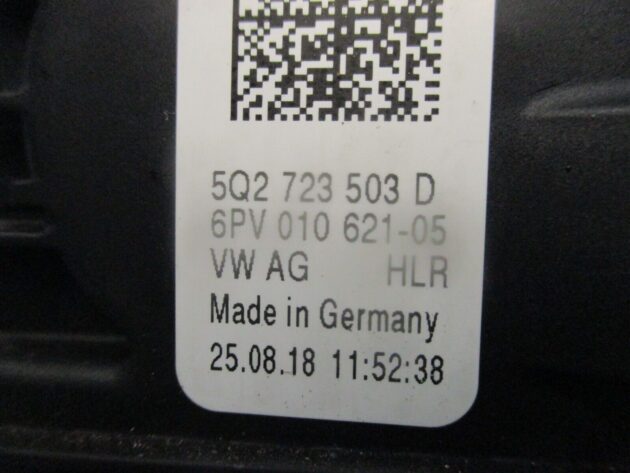 5Q2 723 503 D
6PV 010 621-05
VW AG HLR
Made in Germany
25.08.18 11:52:38